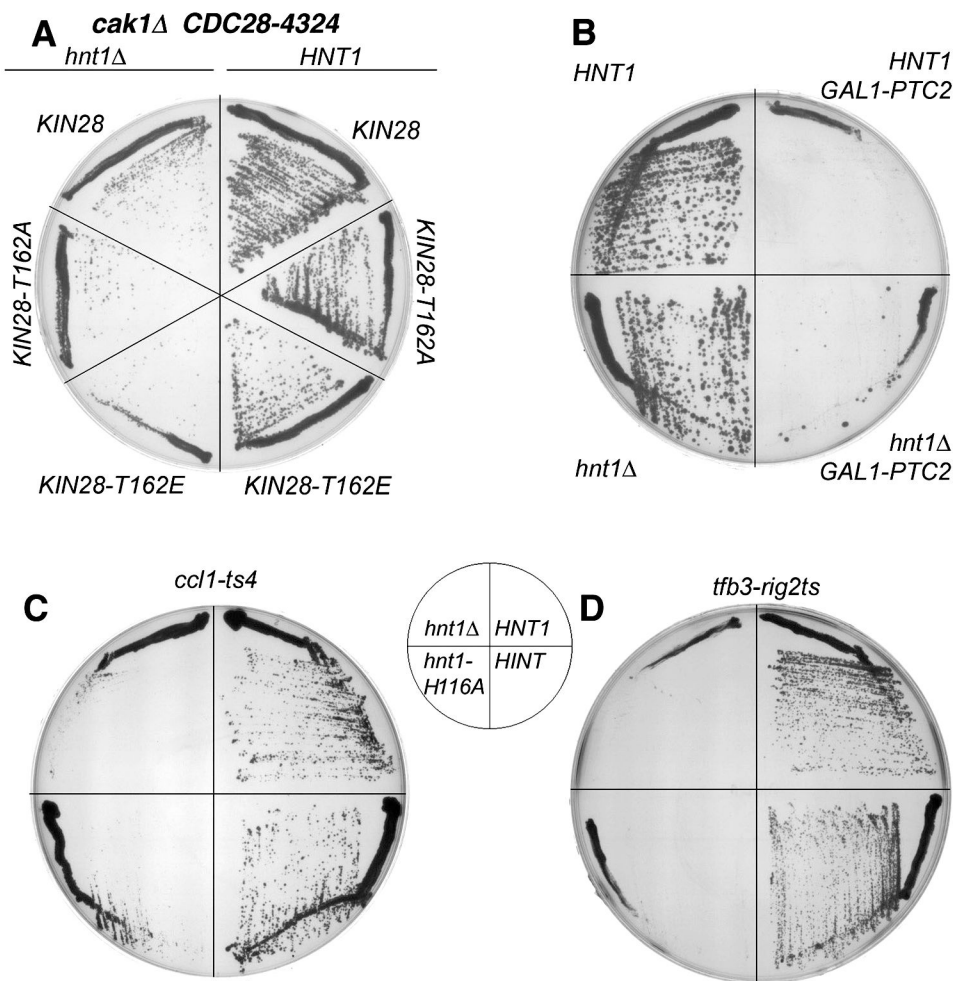 A
cak1Δ CDC28-4324
hnt1Δ
HNT1
KIN28
KIN28
KIN28-T162A
KIN28-T162A
KIN28-T162E
KIN28-T162E
B
HNT1
HNT1
GAL1-PTC2
hnt1Δ
hnt1Δ
GAL1-PTC2
C
ccl1-ts4
hnt1Δ
HNT1
hnt1-
H116A
HINT
D
tfb3-rig2ts